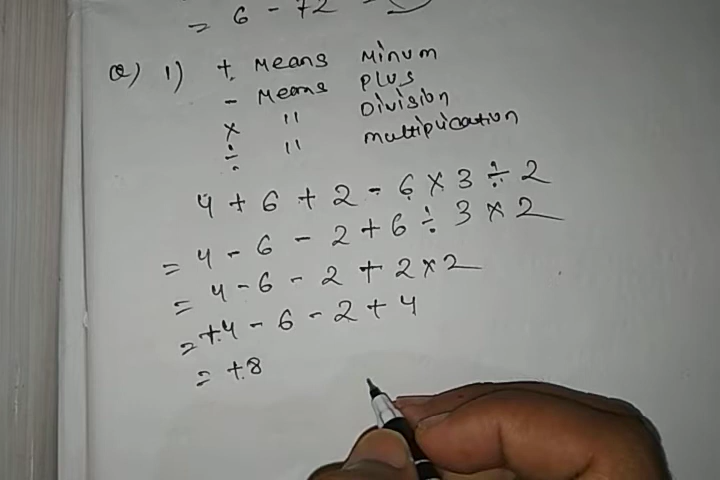 = 6 - 72
Q) 1) + Means Minum
- Means Plus
× " Division
÷ " Multiplication
4 + 6 + 2 - 6 × 3 ÷ 2
= 4 - 6 - 2 + 6 ÷ 3 × 2
= 4 - 6 - 2 + 2 × 2
= +4 - 6 - 2 + 4
= +8